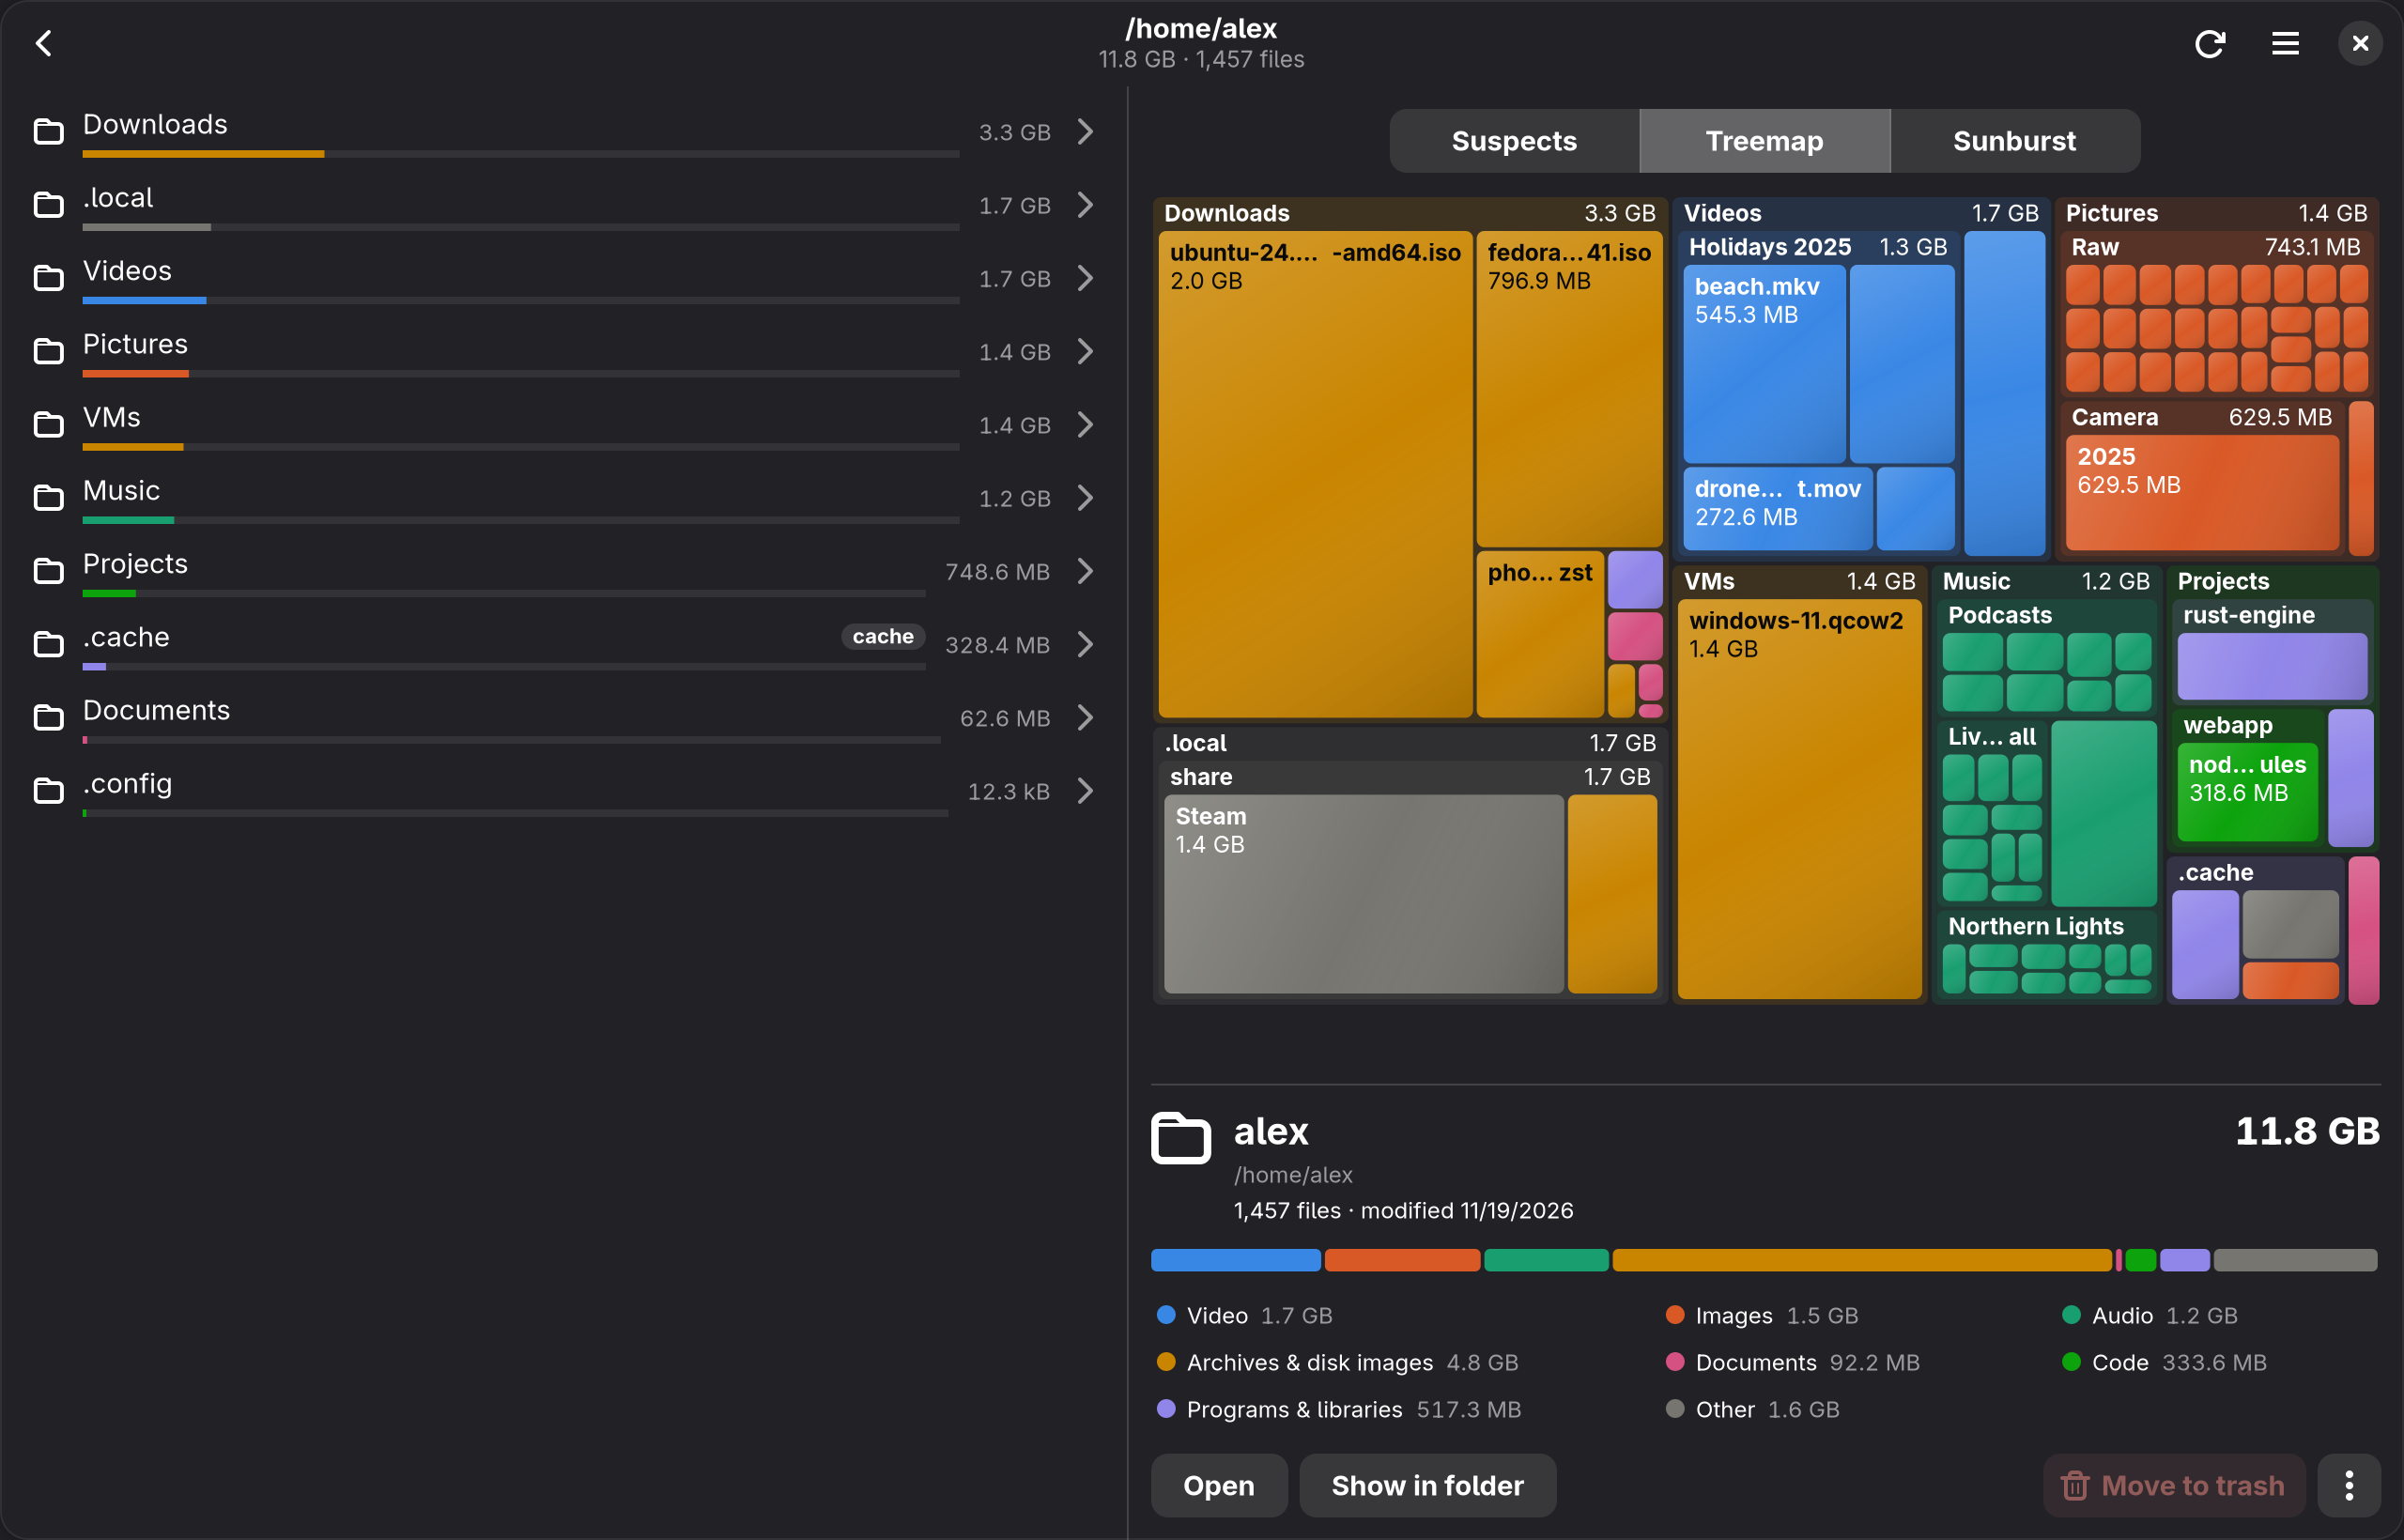 /home/alex
11.8 GB · 1,457 files
Downloads 3.3 GB
.local 1.7 GB
Videos 1.7 GB
Pictures 1.4 GB
VMs 1.4 GB
Music 1.2 GB
Projects 748.6 MB
.cache cache 328.4 MB
Documents 62.6 MB
.config 12.3 kB
Suspects Treemap Sunburst
Downloads 3.3 GB
ubuntu-24.… -amd64.iso
2.0 GB
fedora… 41.iso
796.9 MB
pho… zst
.local 1.7 GB
share 1.7 GB
Steam
1.4 GB
Videos 1.7 GB
Holidays 2025 1.3 GB
beach.mkv
545.3 MB
drone… t.mov
272.6 MB
Pictures 1.4 GB
Raw 743.1 MB
Camera 629.5 MB
2025
629.5 MB
VMs 1.4 GB
windows-11.qcow2
1.4 GB
Music 1.2 GB
Podcasts
Liv… all
Northern Lights
Projects
rust-engine
webapp
nod… ules
318.6 MB
.cache
alex 11.8 GB
/home/alex
1,457 files · modified 11/19/2026
Video 1.7 GB Images 1.5 GB Audio 1.2 GB
Archives & disk images 4.8 GB Documents 92.2 MB Code 333.6 MB
Programs & libraries 517.3 MB Other 1.6 GB
Open Show in folder Move to trash